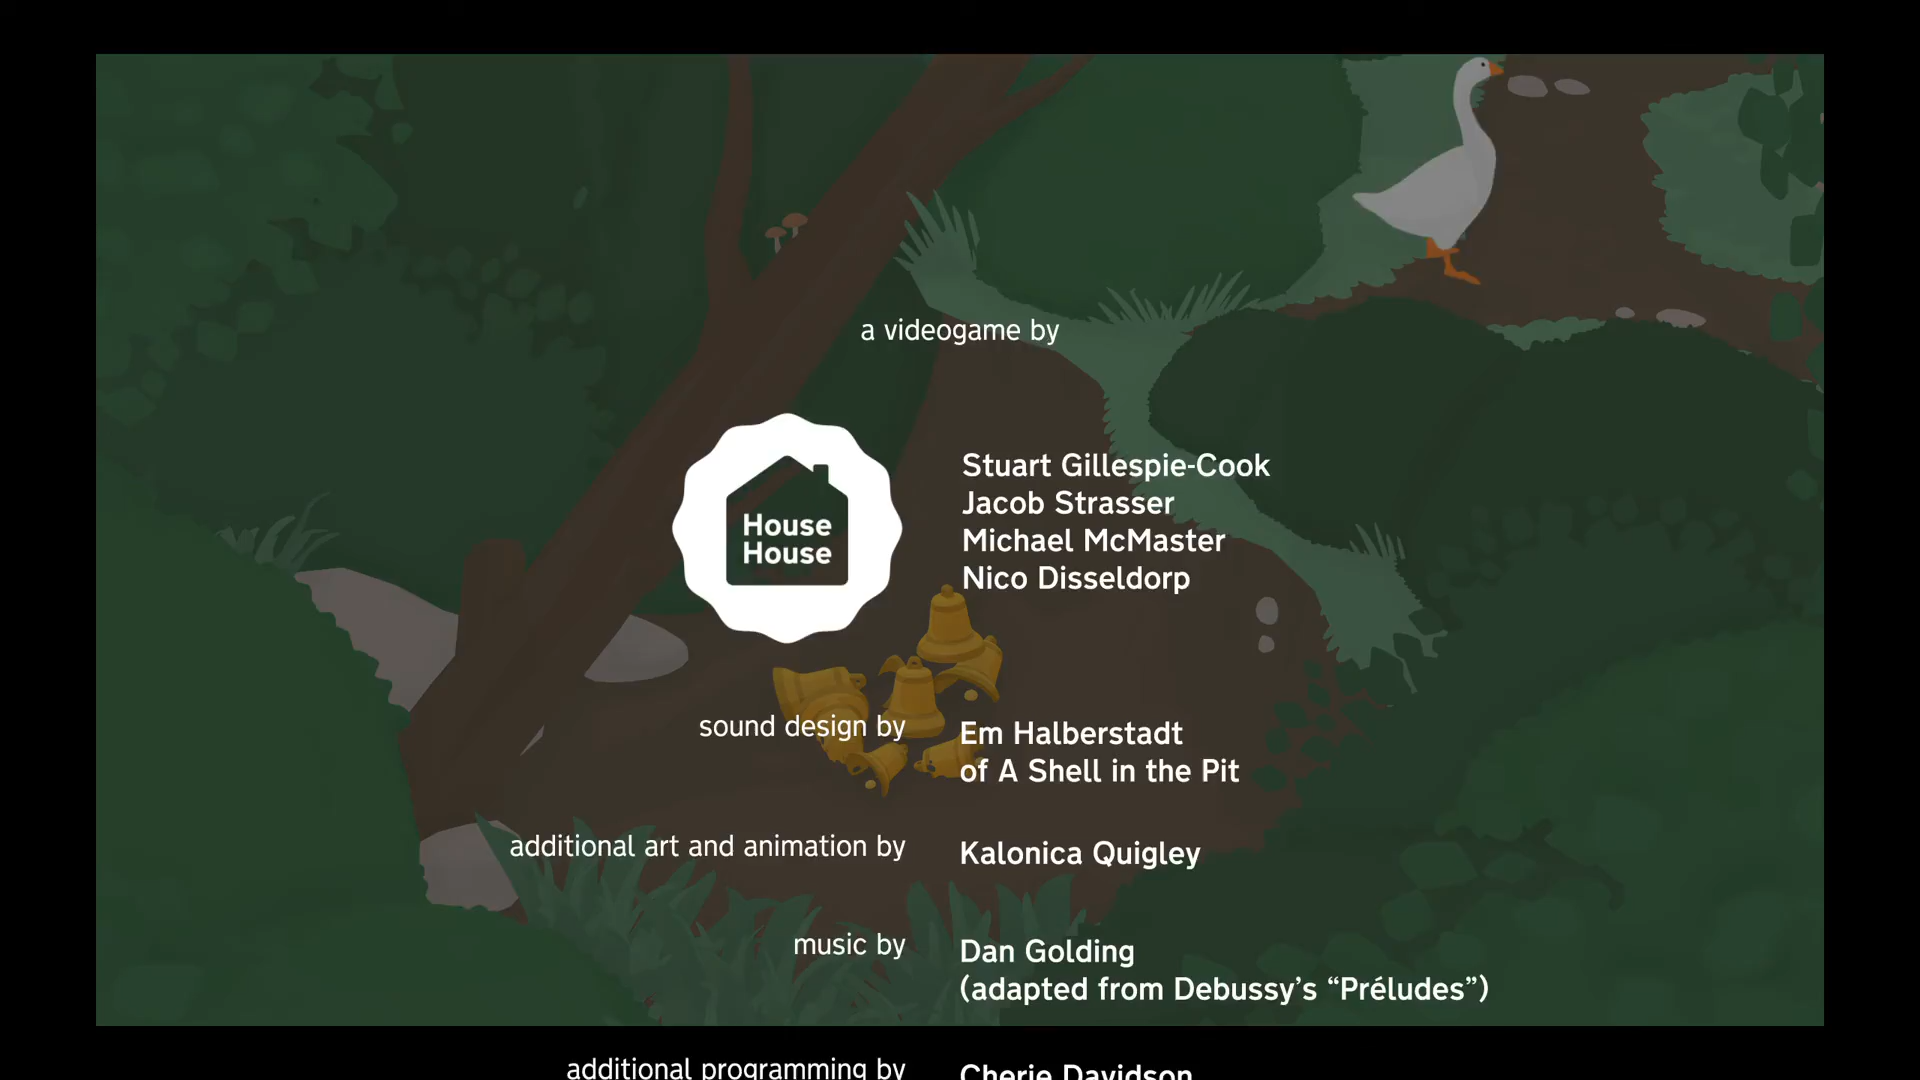 a videogame by
House
House
Stuart Gillespie-Cook
Jacob Strasser
Michael McMaster
Nico Disseldorp
sound design by
Em Halberstadt
of A Shell in the Pit
additional art and animation by
Kalonica Quigley
music by
Dan Golding
(adapted from Debussy’s “Préludes”)
additional programming by
Cherie Davidson